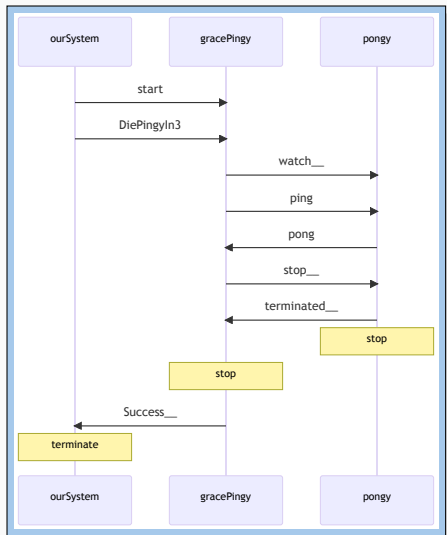 ourSystem gracePingy pongy
start
DiePingyIn3
watch__
ping
pong
stop__
terminated__
stop
stop
Success__
terminate
ourSystem gracePingy pongy